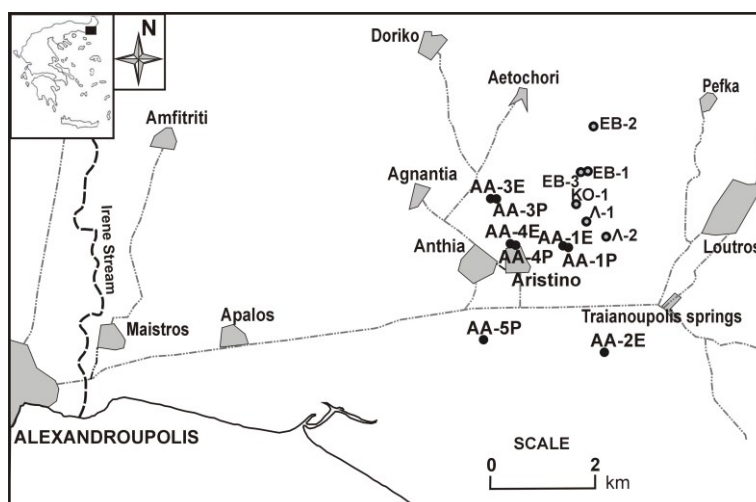 N
Doriko
Aetochori
Pefka
Amfitriti
EB-2
Agnantia
EB-1
EB-3
AA-3E
KO-1
AA-3P
Λ-1
Irene Stream
AA-4E
AA-1E
Λ-2
Loutros
Anthia
AA-4P
AA-1P
Aristino
Maistros
Apalos
Traianoupolis springs
AA-5P
AA-2E
ALEXANDROUPOLIS
SCALE
0 2
km